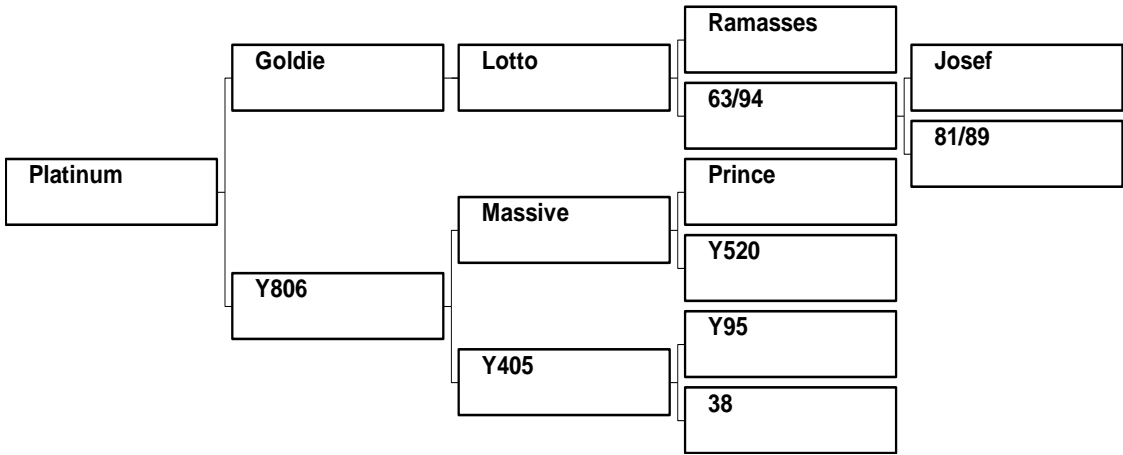 Ramasses
Goldie
Lotto
Josef
63/94
81/89
Platinum
Prince
Massive
Y520
Y806
Y95
Y405
38